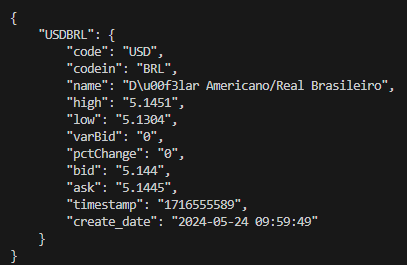 {
    "USDBRL": {
        "code": "USD",
        "codein": "BRL",
        "name": "D\u00f3lar Americano/Real Brasileiro",
        "high": "5.1451",
        "low": "5.1304",
        "varBid": "0",
        "pctChange": "0",
        "bid": "5.144",
        "ask": "5.1445",
        "timestamp": "1716555589",
        "create_date": "2024-05-24 09:59:49"
    }
}